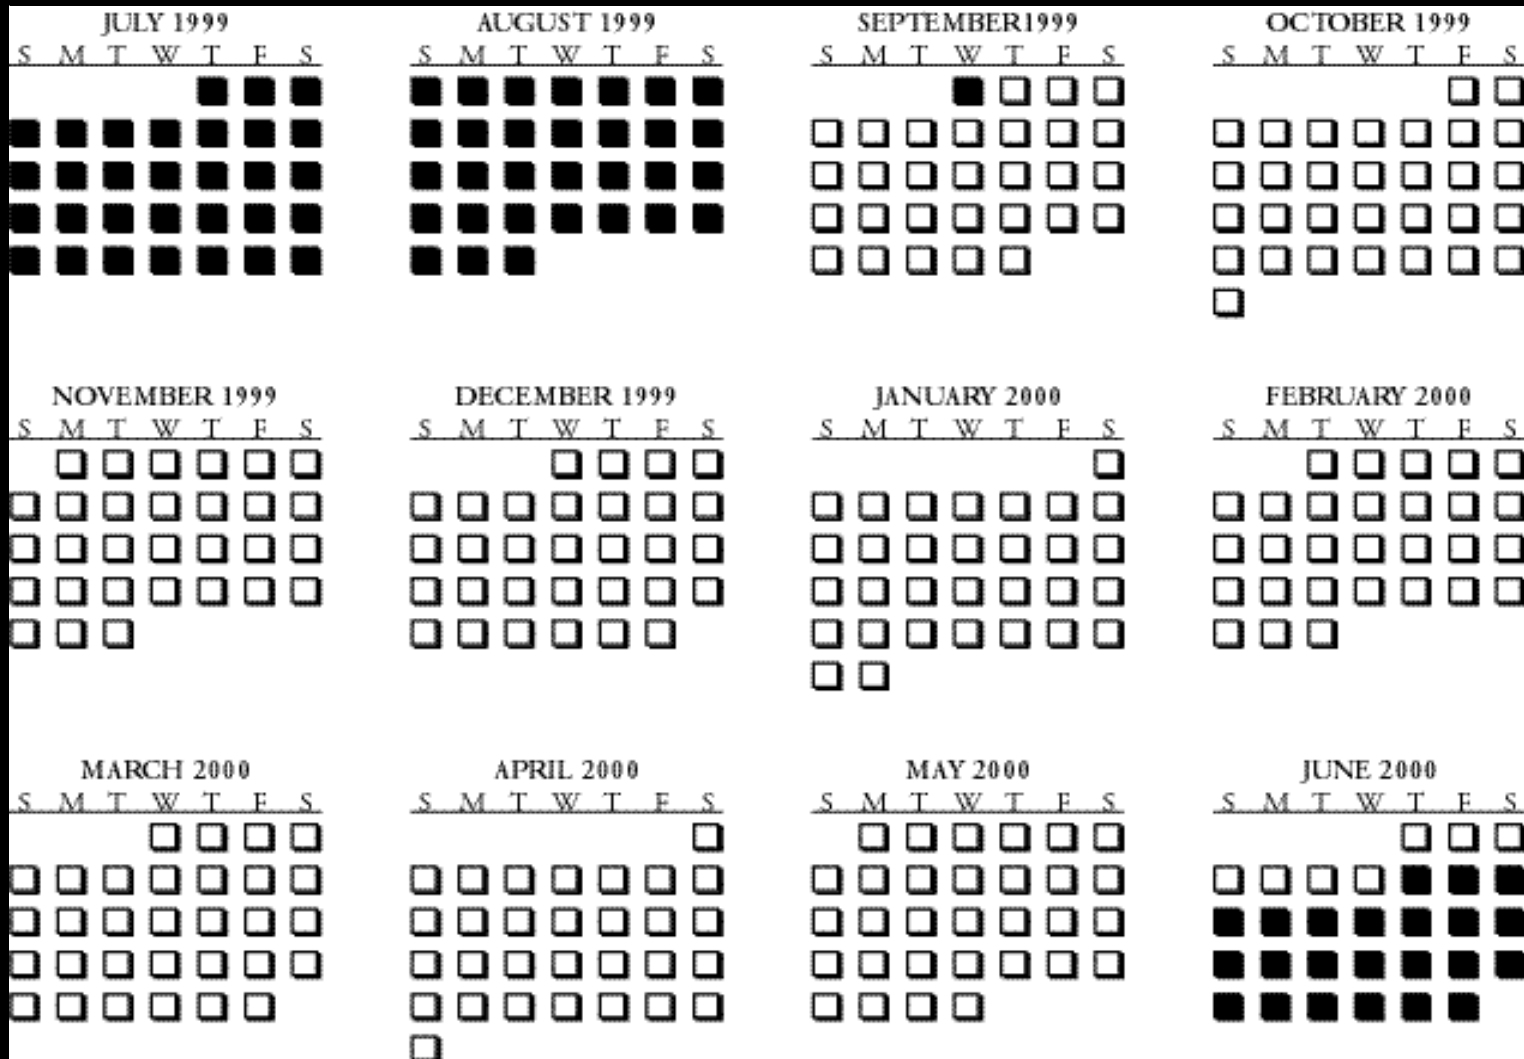 JULY 1999
S M T W T F S
AUGUST 1999
S M T W T F S
SEPTEMBER1999
S M T W T F S
OCTOBER 1999
S M T W T F S
NOVEMBER 1999
S M T W T F S
DECEMBER 1999
S M T W T F S
JANUARY 2000
S M T W T F S
FEBRUARY 2000
S M T W T F S
MARCH 2000
S M T W T F S
APRIL 2000
S M T W T F S
MAY 2000
S M T W T F S
JUNE 2000
S M T W T F S